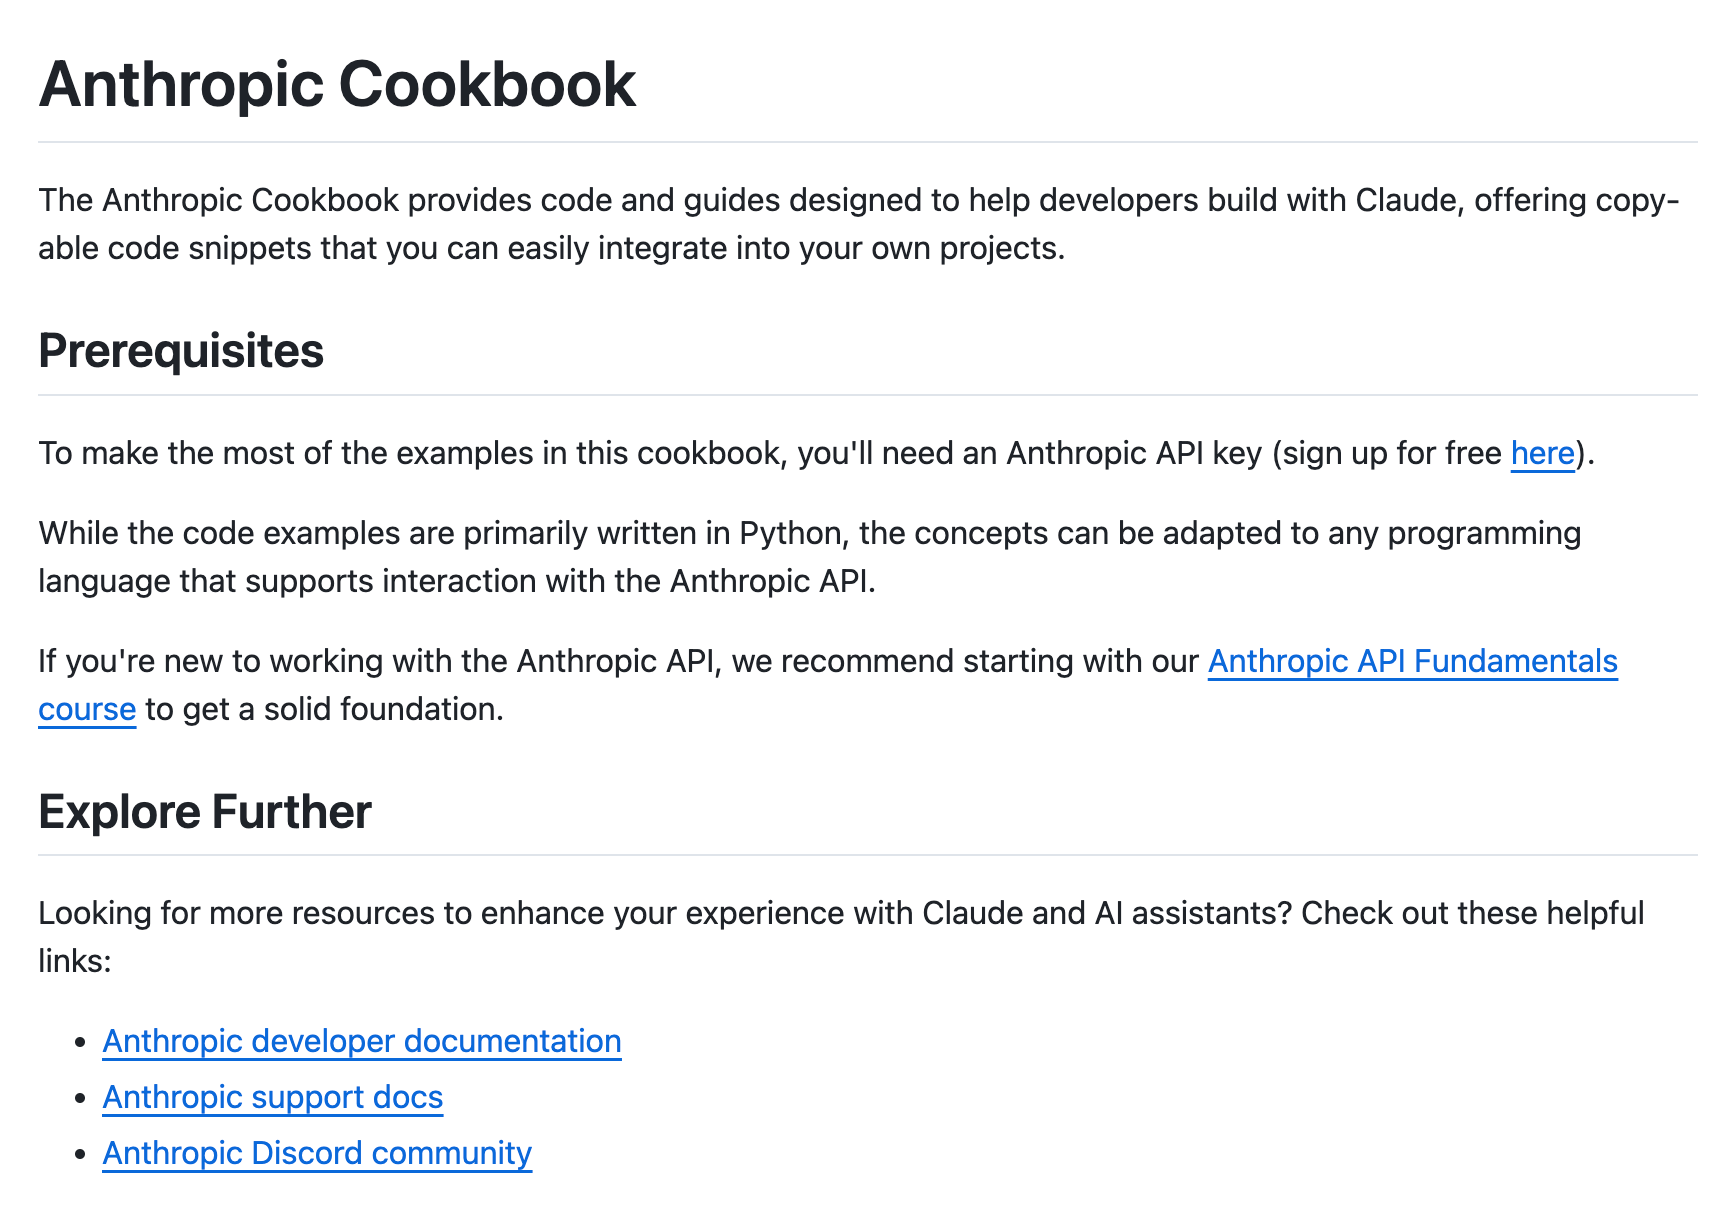 Anthropic Cookbook
The Anthropic Cookbook provides code and guides designed to help developers build with Claude, offering copy-
able code snippets that you can easily integrate into your own projects.
Prerequisites
To make the most of the examples in this cookbook, you'll need an Anthropic API key (sign up for free here).
While the code examples are primarily written in Python, the concepts can be adapted to any programming
language that supports interaction with the Anthropic API.
If you're new to working with the Anthropic API, we recommend starting with our Anthropic API Fundamentals
course to get a solid foundation.
Explore Further
Looking for more resources to enhance your experience with Claude and AI assistants? Check out these helpful
links:
• Anthropic developer documentation
• Anthropic support docs
• Anthropic Discord community